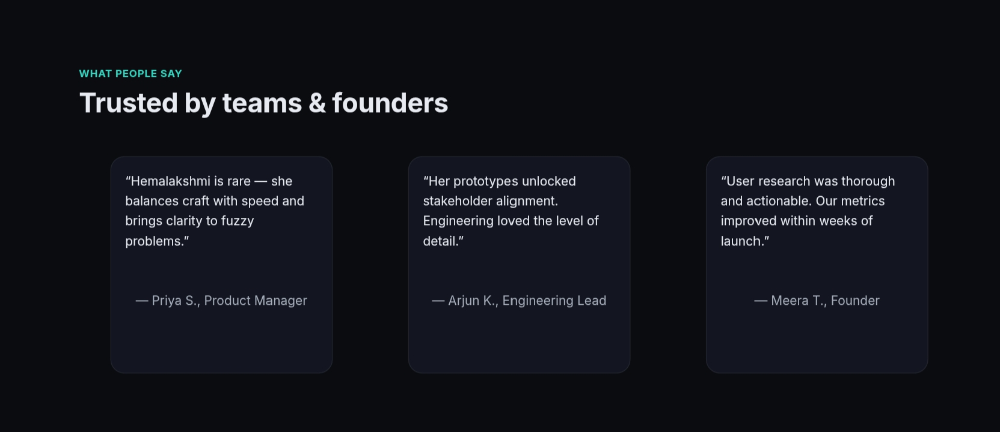 WHAT PEOPLE SAY
Trusted by teams & founders
“Hemalakshmi is rare — she
balances craft with speed and
brings clarity to fuzzy
problems.”
— Priya S., Product Manager
“Her prototypes unlocked
stakeholder alignment.
Engineering loved the level of
detail.”
— Arjun K., Engineering Lead
“User research was thorough
and actionable. Our metrics
improved within weeks of
launch.”
— Meera T., Founder